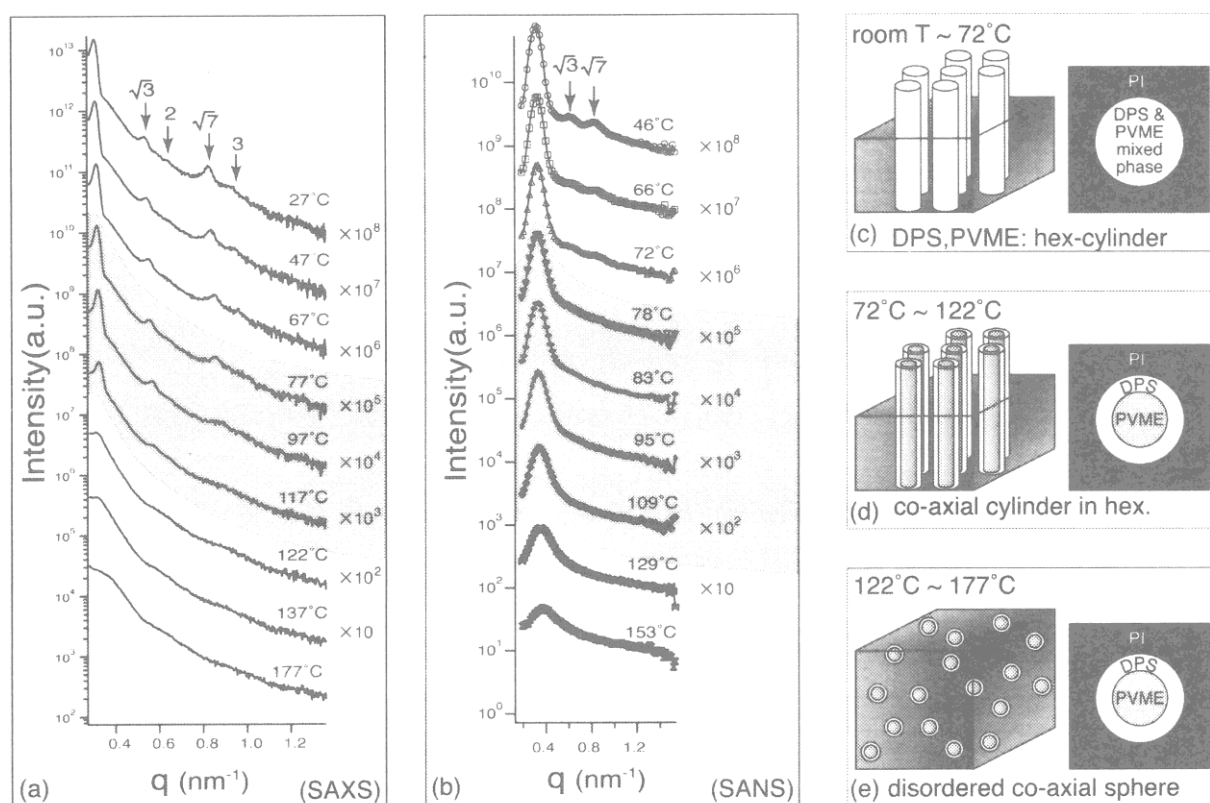 10¹³
10¹²
10¹¹
10¹⁰
10⁹
10⁸
10⁷
10⁶
10⁵
10⁴
10³
10²
Intensity(a.u.)
√3
2
√7
3
27°C
×10⁸
47°C
×10⁷
67°C
×10⁶
77°C
×10⁵
97°C
×10⁴
117°C
×10³
122°C
×10²
137°C
×10
177°C
0.4 0.8 1.2
(a) q (nm⁻¹) (SAXS)
10¹⁰
10⁹
10⁸
10⁷
10⁶
10⁵
10⁴
10³
10²
10¹
10⁰
Intensity(a.u.)
√3 √7
46°C
×10⁸
66°C
×10⁷
72°C
×10⁶
78°C
×10⁵
83°C
×10⁴
95°C
×10³
109°C
×10²
129°C
×10
153°C
0.4 0.8 1.2
(b) q (nm⁻¹) (SANS)
room T ~ 72°C
PI
DPS &
PVME
mixed
phase
(c) DPS,PVME: hex-cylinder
72°C ~ 122°C
PI
DPS
PVME
(d) co-axial cylinder in hex.
122°C ~ 177°C
PI
DPS
PVME
(e) disordered co-axial sphere